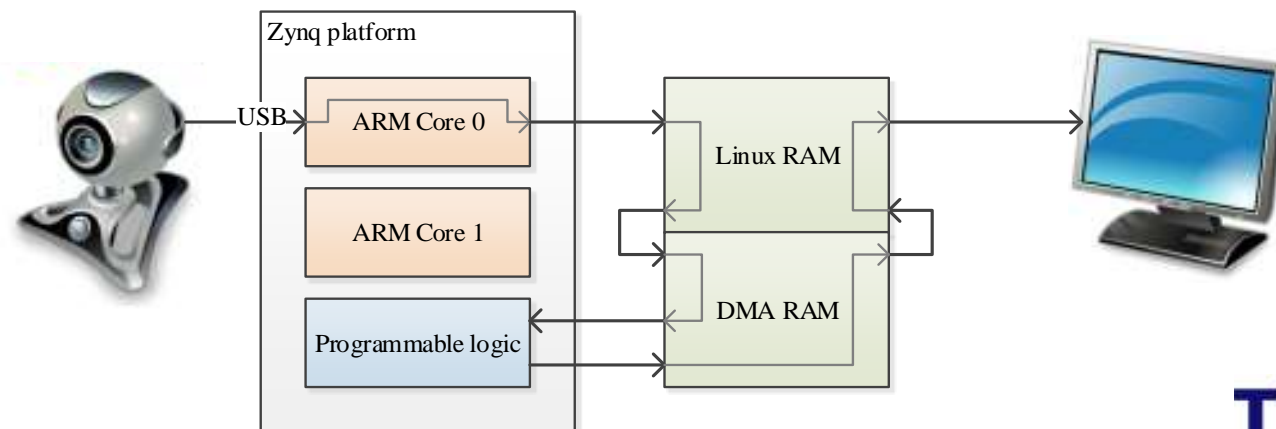 Zynq platform
USB
ARM Core 0
Linux RAM
ARM Core 1
DMA RAM
Programmable logic
T